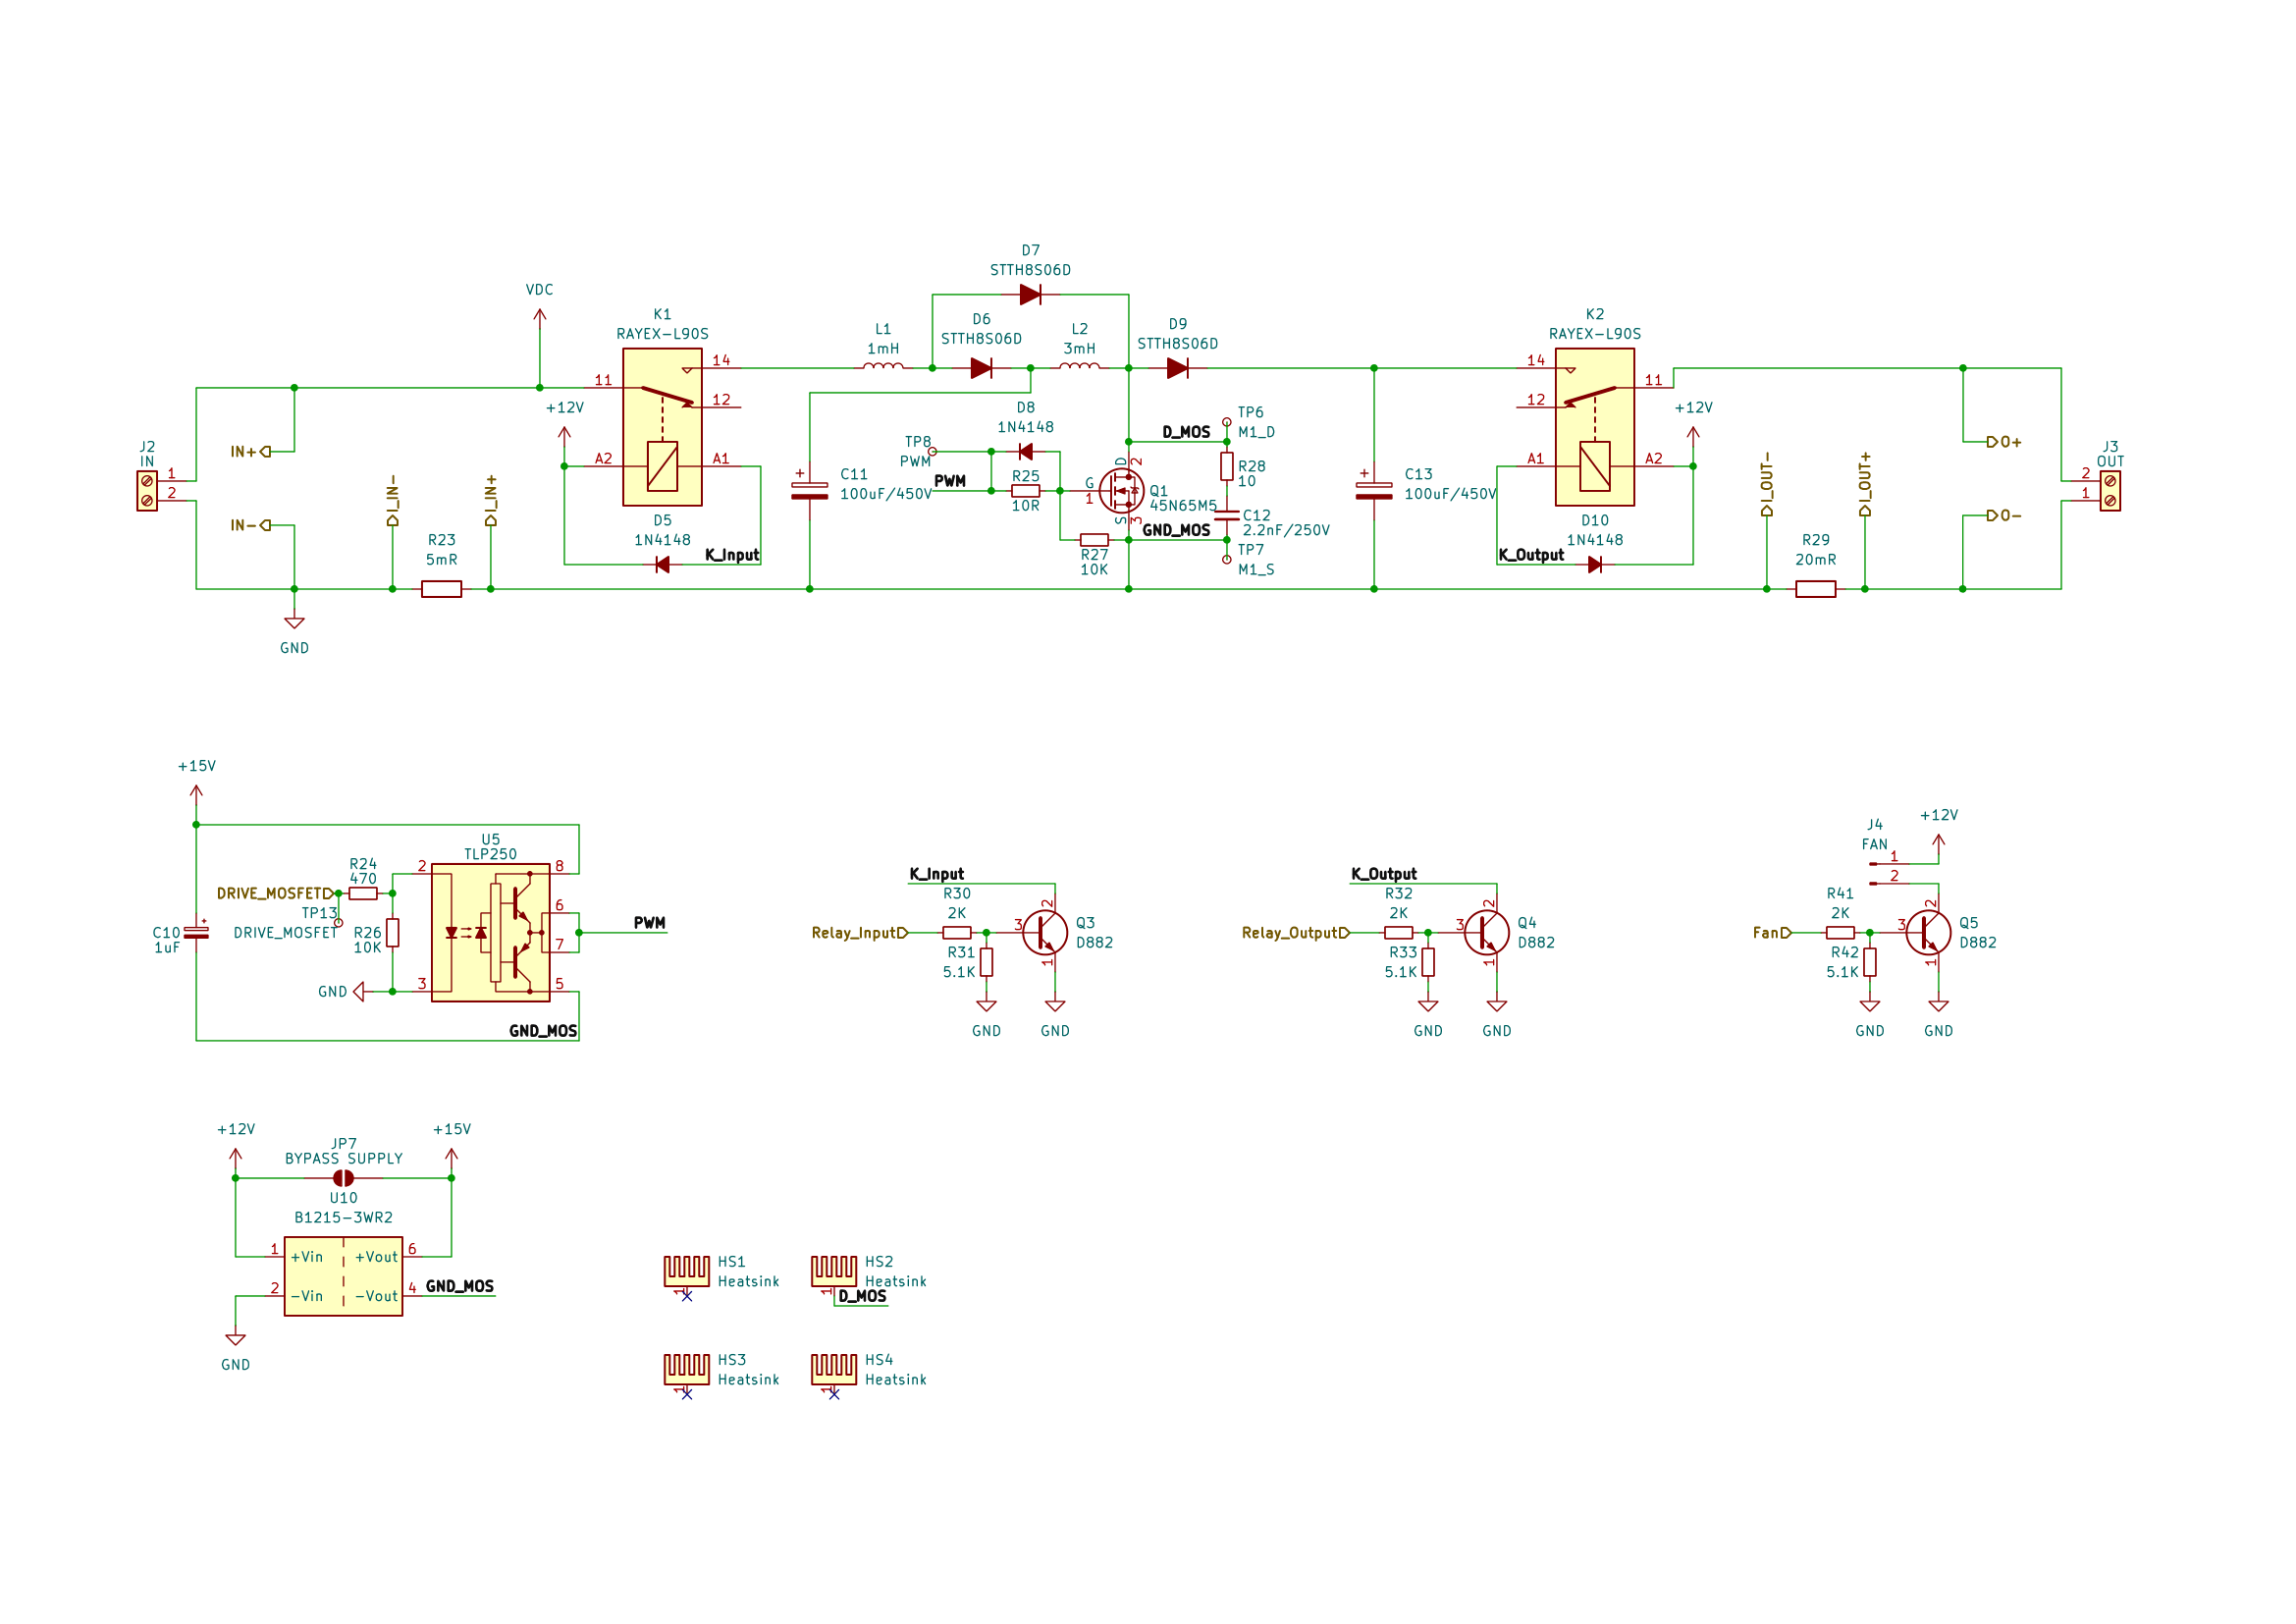 D7
STTH8S06D
VDC
K1
RAYEX-L90S
14
11
12
A2
A1
+12V
D5
1N4148
K_Input
L1
1mH
D6
STTH8S06D
L2
3mH
D9
STTH8S06D
K2
RAYEX-L90S
14
12
11
A1
A2
+12V
D10
1N4148
K_Output
J2
IN
1
2
IN+
IN-
I_IN-
I_IN+
R23
5mR
GND
C11
100uF/450V
D8
1N4148
TP8
PWM
PWM
R25
10R
R27
10K
D_MOS
GND_MOS
G
1
D
2
S
3
Q1
45N65M5
TP6
M1_D
R28
10
C12
2.2nF/250V
TP7
M1_S
C13
100uF/450V
I_OUT-
I_OUT+
R29
20mR
O+
O-
J3
OUT
2
1
+15V
C10
1uF
DRIVE_MOSFET
TP13
DRIVE_MOSFET
R24
470
R26
10K
GND
U5
TLP250
2
3
8
6
7
5
PWM
GND_MOS
K_Input
Relay_Input
R30
2K
R31
5.1K
3
2
1
Q3
D882
GND
GND
K_Output
Relay_Output
R32
2K
R33
5.1K
3
2
1
Q4
D882
GND
GND
J4
FAN
1
2
+12V
Fan
R41
2K
R42
5.1K
3
2
1
Q5
D882
GND
GND
+12V
+15V
JP7
BYPASS SUPPLY
U10
B1215-3WR2
1
+Vin
+Vout
6
2
-Vin
-Vout
4
GND_MOS
GND
HS1
Heatsink
1
HS2
Heatsink
1
D_MOS
HS3
Heatsink
1
HS4
Heatsink
1